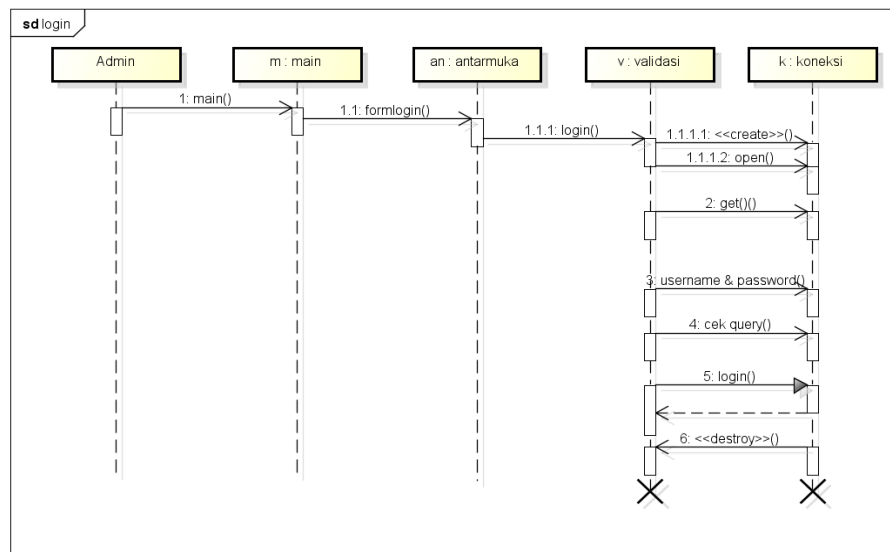 sd login
Admin
m : main
an : antarmuka
v : validasi
k : koneksi
1: main()
1.1: formlogin()
1.1.1: login()
1.1.1.1: <<create>>()
1.1.1.2: open()
2: get()()
3: username & password()
4: cek query()
5: login()
6: <<destroy>>()